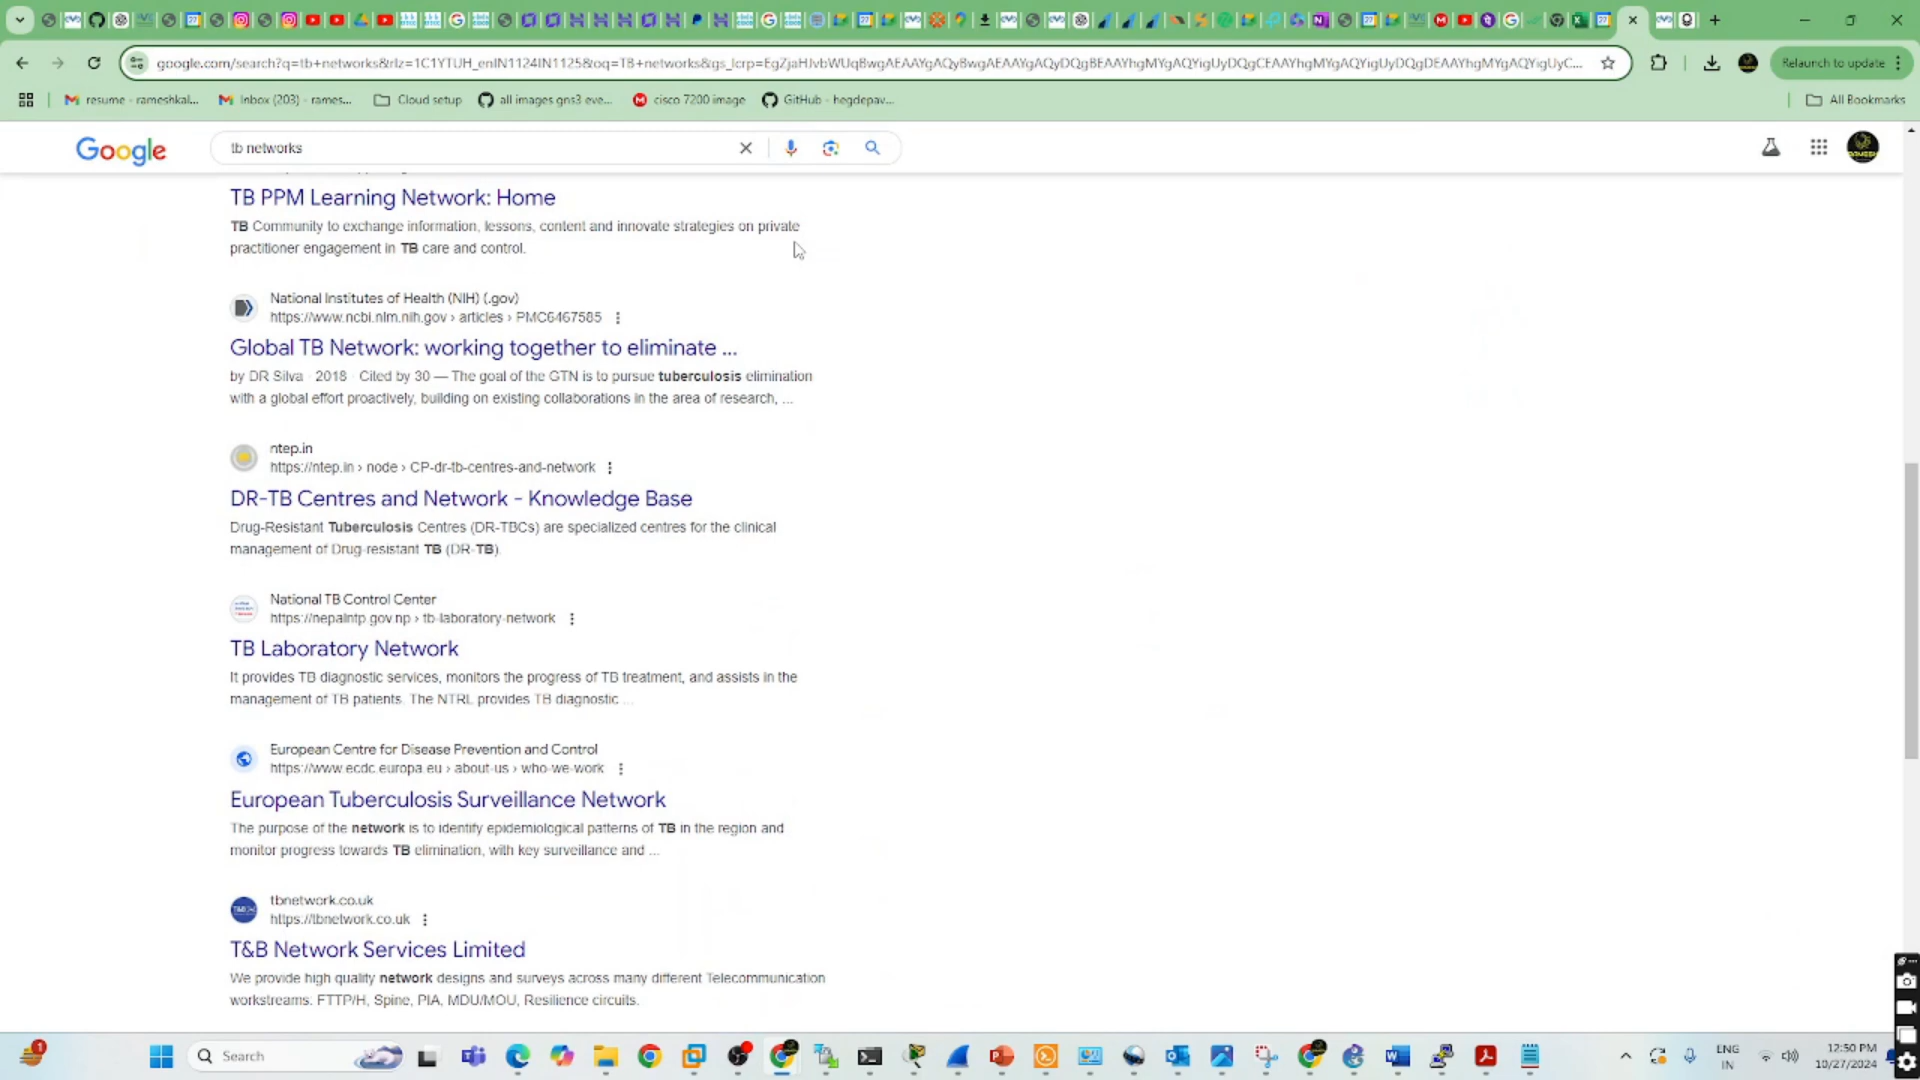 google.com/search?q=tb+networks&rlz=1C1YTUH_enIN1124IN1125&oq=TB+networks&gs_lcrp=EgZjaHJvbWUqBwgAEAAYgAQyBwgAEAAYgAQyDQgBEAAYhgMYgAQYigUyDQgCEAAYhgMYgAQYigUyDQgDEAAYhgMYgAQYigUyC...
Relaunch to update
resume - rameshkal...
Inbox (203) - rames...
Cloud setup
all images gns3 eve...
cisco 7200 image
GitHub - hegdepav...
All Bookmarks
Google
tb networks
TB PPM Learning Network: Home
TB Community to exchange information, lessons, content and innovate strategies on private
practitioner engagement in TB care and control.
National Institutes of Health (NIH) (.gov)
https://www.ncbi.nlm.nih.gov › articles › PMC6467585
Global TB Network: working together to eliminate ...
by DR Silva · 2018 · Cited by 30 — The goal of the GTN is to pursue tuberculosis elimination
with a global effort proactively, building on existing collaborations in the area of research, ...
ntep.in
https://ntep.in › node › CP-dr-tb-centres-and-network
DR-TB Centres and Network - Knowledge Base
Drug-Resistant Tuberculosis Centres (DR-TBCs) are specialized centres for the clinical
management of Drug-resistant TB (DR-TB).
National TB Control Center
https://nepalntp.gov.np › tb-laboratory-network
TB Laboratory Network
It provides TB diagnostic services, monitors the progress of TB treatment, and assists in the
management of TB patients. The NTRL provides TB diagnostic ...
European Centre for Disease Prevention and Control
https://www.ecdc.europa.eu › about-us › who-we-work
European Tuberculosis Surveillance Network
The purpose of the network is to identify epidemiological patterns of TB in the region and
monitor progress towards TB elimination, with key surveillance and ...
tbnetwork.co.uk
https://tbnetwork.co.uk
T&B Network Services Limited
We provide high quality network designs and surveys across many different Telecommunication
workstreams. FTTP/H, Spine, PIA, MDU/MOU, Resilience circuits.
Search
ENG
IN
12:50 PM
10/27/2024